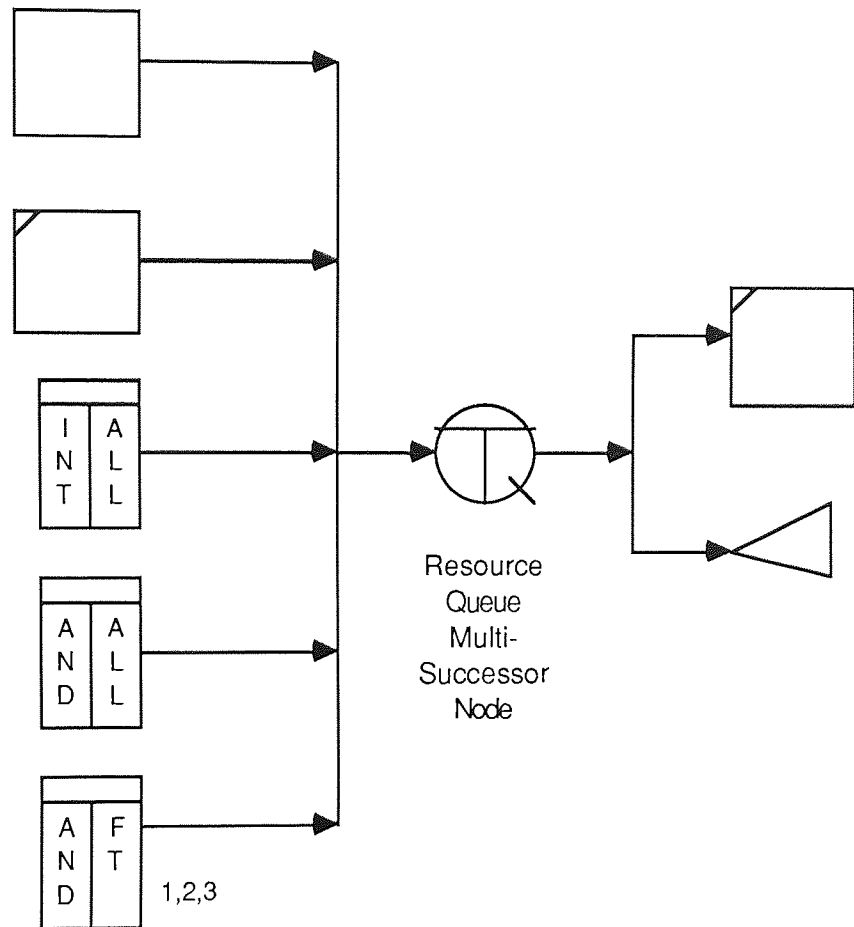 I A
N L
T L
A A
N L
D L
A F
N T
D
1,2,3
Resource
Queue
Multi-
Successor
Node